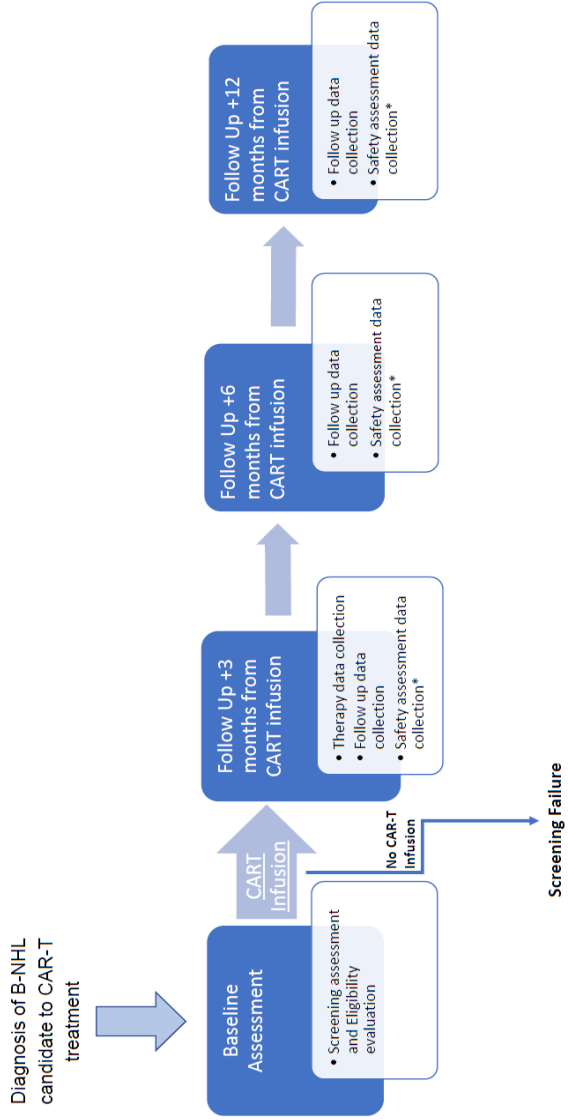 Diagnosis of B-NHL
candidate to CAR-T
treatment
Baseline
Assessment
• Screening assessment
and Eligibility
evaluation
CART
Infusion
No CAR-T
Infusion
Screening Failure
Follow Up +3
months from
CART infusion
• Therapy data collection
• Follow up data
collection
• Safety assessment data
collection*
Follow Up +6
months from
CART infusion
• Follow up data
collection
• Safety assessment data
collection*
Follow Up +12
months from
CART infusion
• Follow up data
collection
• Safety assessment data
collection*